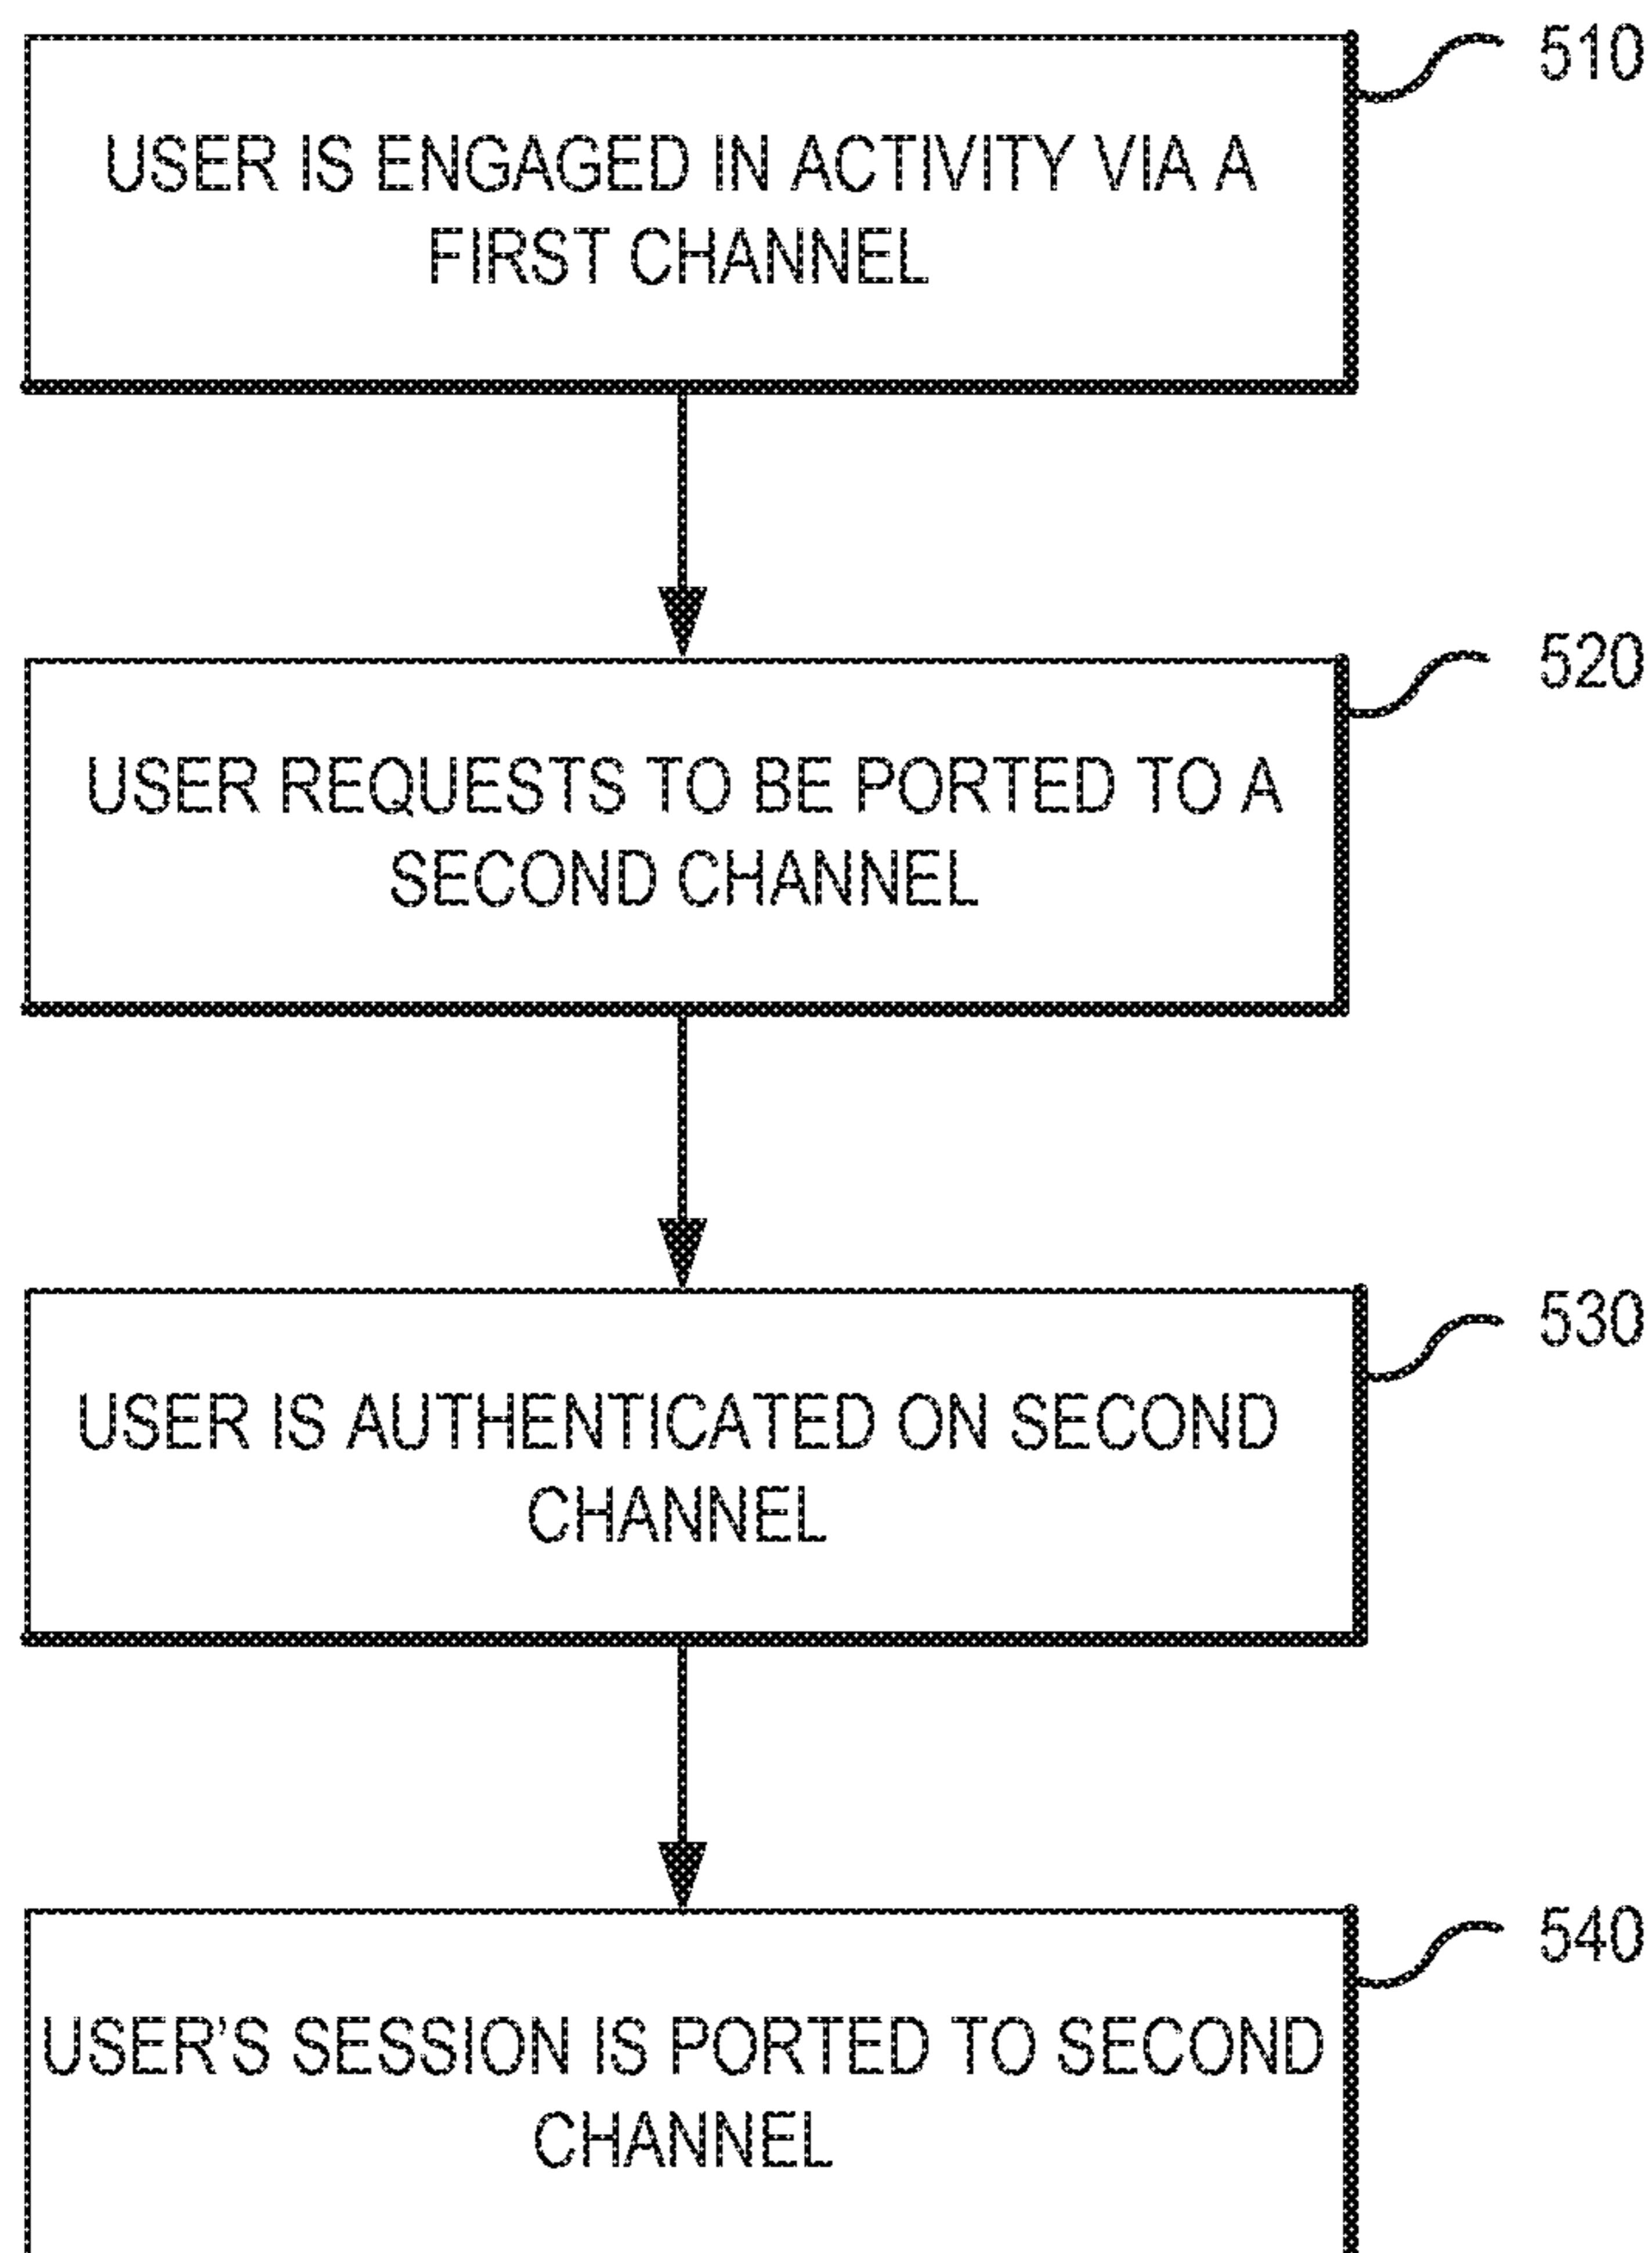 510
USER IS ENGAGED IN ACTIVITY VIA A
FIRST CHANNEL
520
USER REQUESTS TO BE PORTED TO A
SECOND CHANNEL
530
USER IS AUTHENTICATED ON SECOND
CHANNEL
540
USER’S SESSION IS PORTED TO SECOND
CHANNEL